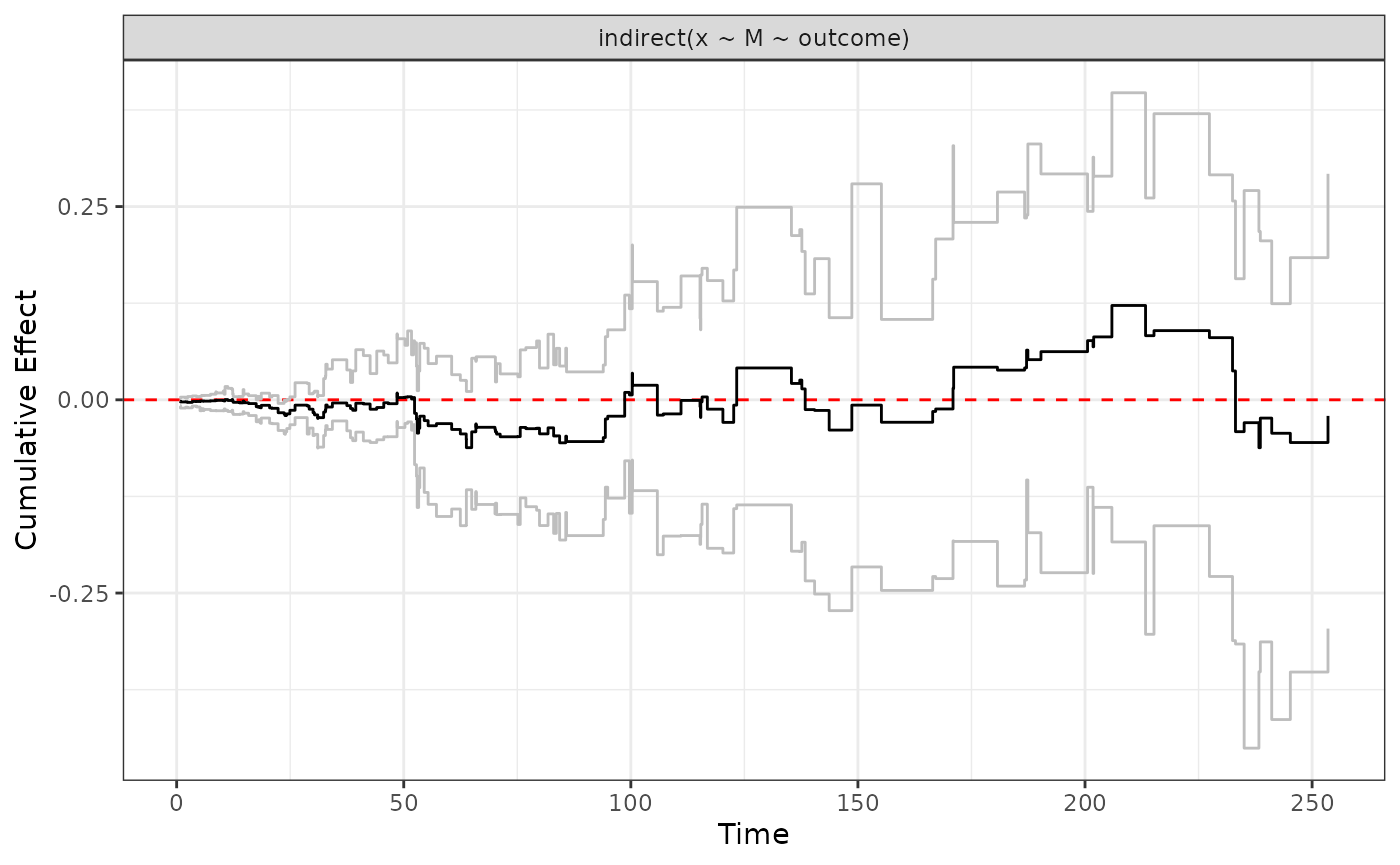 indirect(x ~ M ~ outcome)
Cumulative Effect
0.25
0.00
-0.25
0 50 100 150 200 250
Time